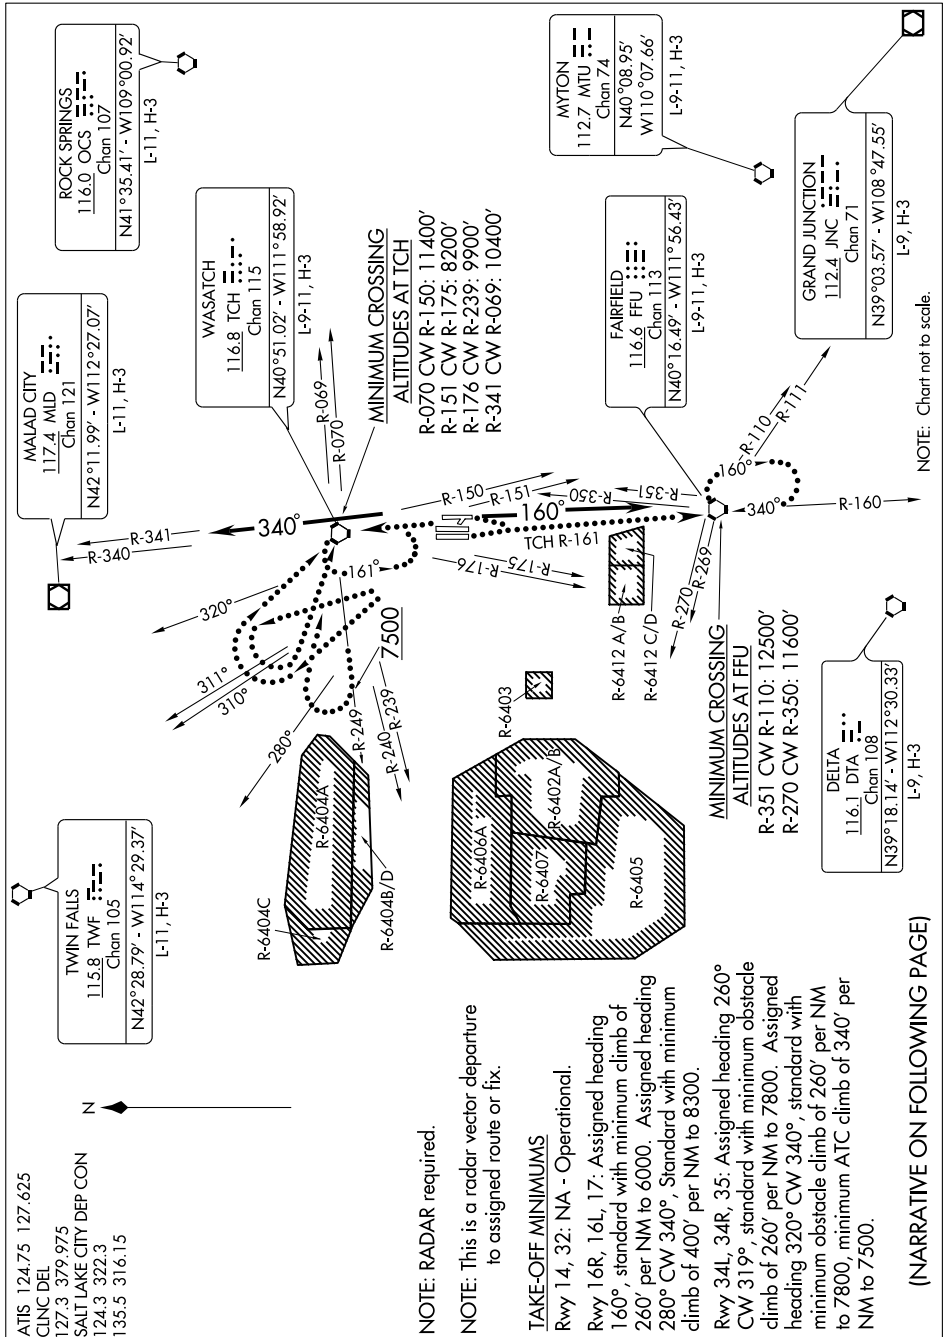 ATIS 124.75 127.625
CLNC DEL
127.3 379.975
SALT LAKE CITY DEP CON
124.3 322.3
135.5 316.15
N
TWIN FALLS
115.8 TWF
Chan 105
N42°28.79' - W114°29.37'
L-11, H-3
MALAD CITY
117.4 MLD
Chan 121
N42°11.99' - W112°27.07'
L-11, H-3
ROCK SPRINGS
116.0 OCS
Chan 107
N41°35.41' - W109°00.92'
L-11, H-3
WASATCH
116.8 TCH
Chan 115
N40°51.02' - W111°58.92'
L-9-11, H-3
MINIMUM CROSSING
ALTITUDES AT TCH
R-070 CW R-150: 11400'
R-151 CW R-175: 8200'
R-176 CW R-239: 9900'
R-341 CW R-069: 10400'
R-341
R-340
340°
R-069
R-070
320°
311°
310°
280°
161°
7500
R-249
R-240
R-239
R-150
R-151
R-176
R-175
160°
TCH R-161
R-350
R-351
R-6404A
R-6404C
R-6404B/D
R-6403
R-6406A
R-6402A/B
R-6407
R-6405
R-6412 A/B
R-6412 C/D
MYTON
112.7 MTU
Chan 74
N40°08.95'
W110°07.66'
L-9-11, H-3
FAIRFIELD
116.6 FFU
Chan 113
N40°16.49' - W111°56.43'
L-9-11, H-3
GRAND JUNCTION
112.4 JNC
Chan 71
N39°03.57' - W108°47.55'
L-9, H-3
R-110
R-111
160°
340°
R-160
R-269
R-270
MINIMUM CROSSING
ALTITUDES AT FFU
R-351 CW R-110: 12500'
R-270 CW R-350: 11600'
DELTA
116.1 DTA
Chan 108
N39°18.14' - W112°30.33'
L-9, H-3
NOTE: Chart not to scale.
NOTE: RADAR required.
NOTE: This is a radar vector departure
to assigned route or fix.
TAKE-OFF MINIMUMS
Rwy 14, 32: NA - Operational.
Rwy 16R, 16L, 17: Assigned heading
160°, standard with minimum climb of
260' per NM to 6000. Assigned heading
280° CW 340°, Standard with minimum
climb of 400' per NM to 8300.
Rwy 34L, 34R, 35: Assigned heading 260°
CW 319°, standard with minimum obstacle
climb of 260' per NM to 7800. Assigned
heading 320° CW 340°, standard with
minimum obstacle climb of 260' per NM
to 7800, minimum ATC climb of 340' per
NM to 7500.
(NARRATIVE ON FOLLOWING PAGE)